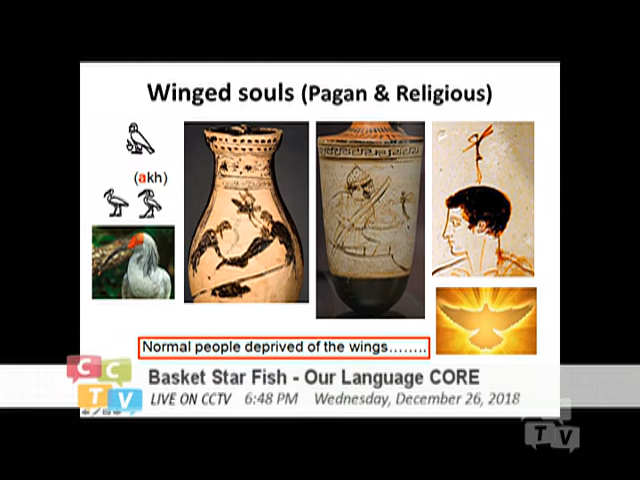 Winged souls (Pagan & Religious)
(akh)
Normal people deprived of the wings........
Basket Star Fish - Our Language CORE
LIVE ON CCTV 6:48 PM Wednesday, December 26, 2018
C C
T V
T V